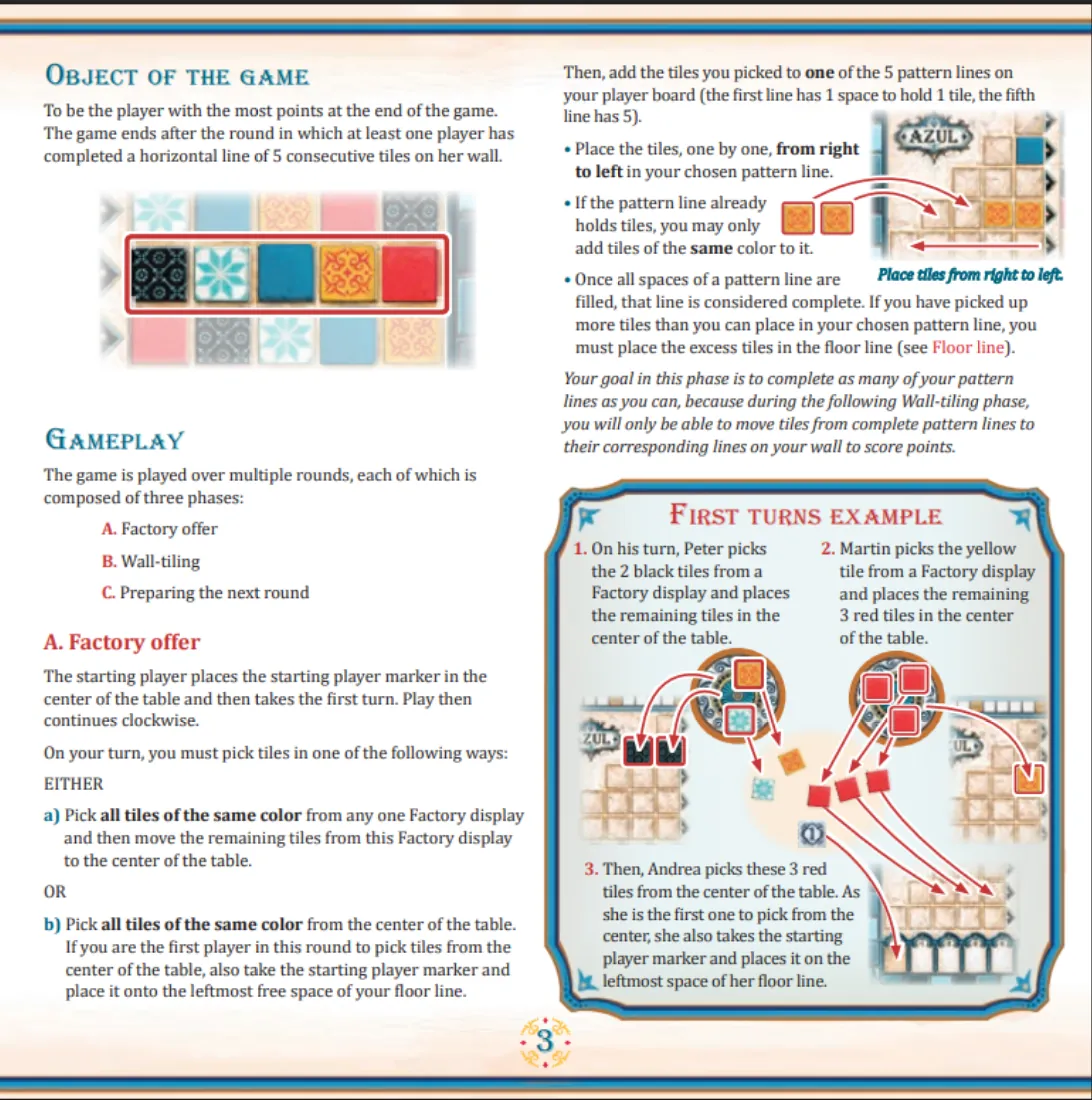 OBJECT OF THE GAME
To be the player with the most points at the end of the game.
The game ends after the round in which at least one player has
completed a horizontal line of 5 consecutive tiles on her wall.
GAMEPLAY
The game is played over multiple rounds, each of which is
composed of three phases:
A. Factory offer
B. Wall-tiling
C. Preparing the next round
A. Factory offer
The starting player places the starting player marker in the
center of the table and then takes the first turn. Play then
continues clockwise.
On your turn, you must pick tiles in one of the following ways:
EITHER
a) Pick all tiles of the same color from any one Factory display
and then move the remaining tiles from this Factory display
to the center of the table.
OR
b) Pick all tiles of the same color from the center of the table.
If you are the first player in this round to pick tiles from the
center of the table, also take the starting player marker and
place it onto the leftmost free space of your floor line.
Then, add the tiles you picked to one of the 5 pattern lines on
your player board (the first line has 1 space to hold 1 tile, the fifth
line has 5).
AZUL
• Place the tiles, one by one, from right
to left in your chosen pattern line.
• If the pattern line already
holds tiles, you may only
add tiles of the same color to it.
Place tiles from right to left.
• Once all spaces of a pattern line are
filled, that line is considered complete. If you have picked up
more tiles than you can place in your chosen pattern line, you
must place the excess tiles in the floor line (see Floor line).
Your goal in this phase is to complete as many of your pattern
lines as you can, because during the following Wall-tiling phase,
you will only be able to move tiles from complete pattern lines to
their corresponding lines on your wall to score points.
FIRST TURNS EXAMPLE
1. On his turn, Peter picks
the 2 black tiles from a
Factory display and places
the remaining tiles in the
center of the table.
2. Martin picks the yellow
tile from a Factory display
and places the remaining
3 red tiles in the center
of the table.
ZUL
UL
1
3. Then, Andrea picks these 3 red
tiles from the center of the table. As
she is the first one to pick from the
center, she also takes the starting
player marker and places it on the
leftmost space of her floor line.
3